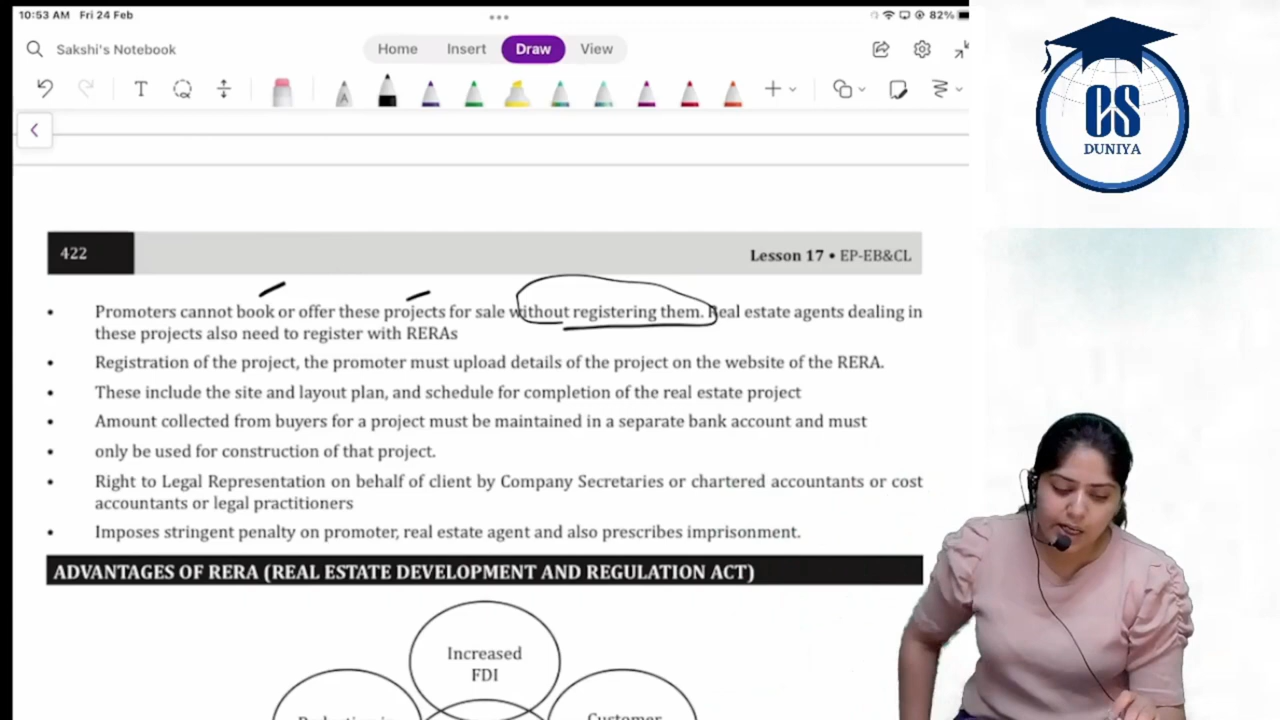 10:53 AM Fri 24 Feb
82%
Sakshi's Notebook
Home Insert Draw View
T
A
CS
DUNIYA
422
Lesson 17 • EP-EB&CL
• Promoters cannot book or offer these projects for sale without registering them. Real estate agents dealing in
these projects also need to register with RERAs
• Registration of the project, the promoter must upload details of the project on the website of the RERA.
• These include the site and layout plan, and schedule for completion of the real estate project
• Amount collected from buyers for a project must be maintained in a separate bank account and must
• only be used for construction of that project.
• Right to Legal Representation on behalf of client by Company Secretaries or chartered accountants or cost
accountants or legal practitioners
• Imposes stringent penalty on promoter, real estate agent and also prescribes imprisonment.
ADVANTAGES OF RERA (REAL ESTATE DEVELOPMENT AND REGULATION ACT)
Increased
FDI
Customer